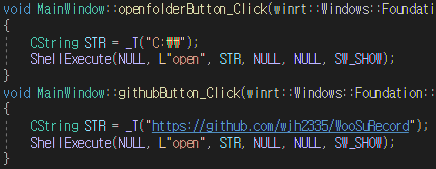 void MainWindow::openfolderButton_Click(winrt::Windows::Foundatio
{
CString STR = _T("C:₩₩");
ShellExecute(NULL, L"open", STR, NULL, NULL, SW_SHOW);
}
void MainWindow::githubButton_Click(winrt::Windows::Foundation::
{
CString STR = _T("https://github.com/wjh2335/WooSuRecord");
ShellExecute(NULL, L"open", STR, NULL, NULL, SW_SHOW);
}